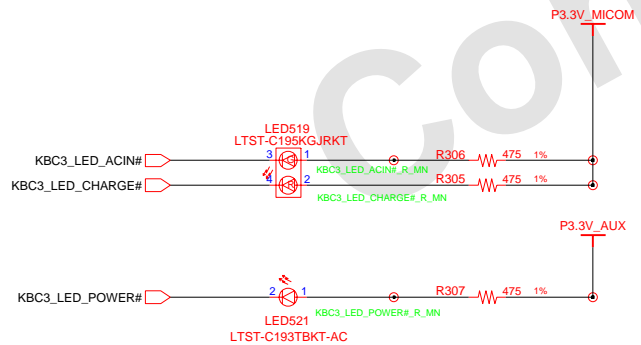 P3.3V_MICOM
LED519
LTST-C195KGJRKT
KBC3_LED_ACIN# 3 G 1 R306 475 1%
KBC3_LED_ACIN#_R_MN
KBC3_LED_CHARGE# 4 R 2 R305 475 1%
KBC3_LED_CHARGE#_R_MN
P3.3V_AUX
KBC3_LED_POWER# 2 1 R307 475 1%
KBC3_LED_POWER#_R_MN
LED521
LTST-C193TBKT-AC
Con